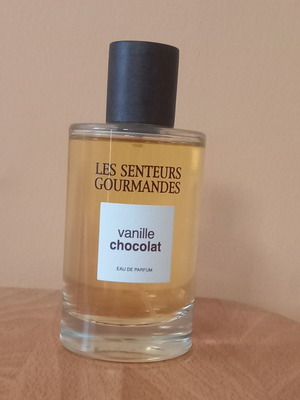 LES SENTEURS
GOURMANDES
vanille
chocolat
EAU DE PARFUM